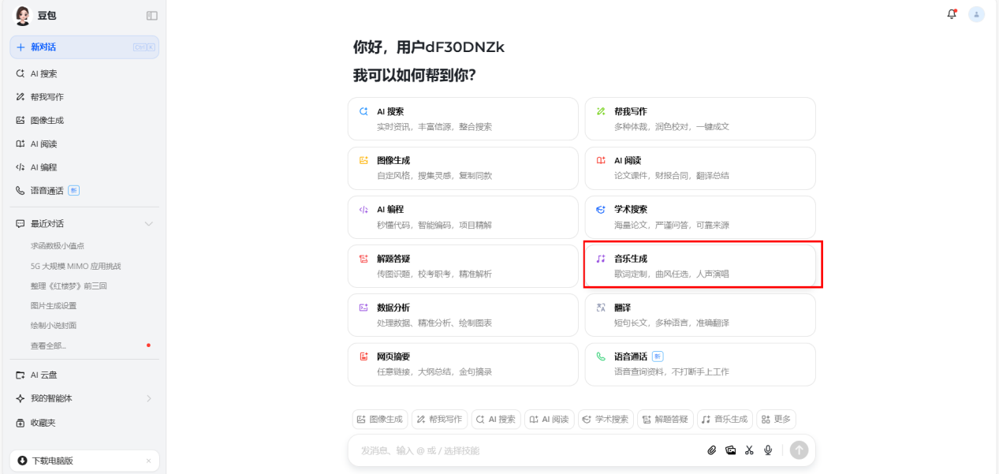 豆包
新对话
Ctrl K
AI 搜索
帮我写作
图像生成
AI 阅读
AI 编程
语音通话 新
最近对话
求函数极小值点
5G 大规模 MIMO 应用挑战
整理《红楼梦》前三回
图片生成设置
绘制小说封面
查看全部...
AI 云盘
我的智能体
收藏夹
下载电脑版
你好，用户dF30DNZk
我可以如何帮到你？
AI 搜索
实时资讯，丰富信源，整合搜索
帮我写作
多种体裁，润色校对，一键成文
图像生成
自定风格，搜集灵感，复制同款
AI 阅读
论文课件，财报合同，翻译总结
AI 编程
秒懂代码，智能编码，项目精解
学术搜索
海量论文，严谨问答，可靠来源
解题答疑
传图识题，校考职考，精准解析
音乐生成
歌词定制，曲风任选，人声演唱
数据分析
处理数据、精准分析、绘制图表
翻译
短句长文，多种语言，准确翻译
网页摘要
任意链接，大纲总结，金句摘录
语音通话 新
语音查询资料，不打断手上工作
图像生成 帮我写作 AI 搜索 AI 阅读 学术搜索 解题答疑 音乐生成 更多
发消息、输入 @ 或 / 选择技能